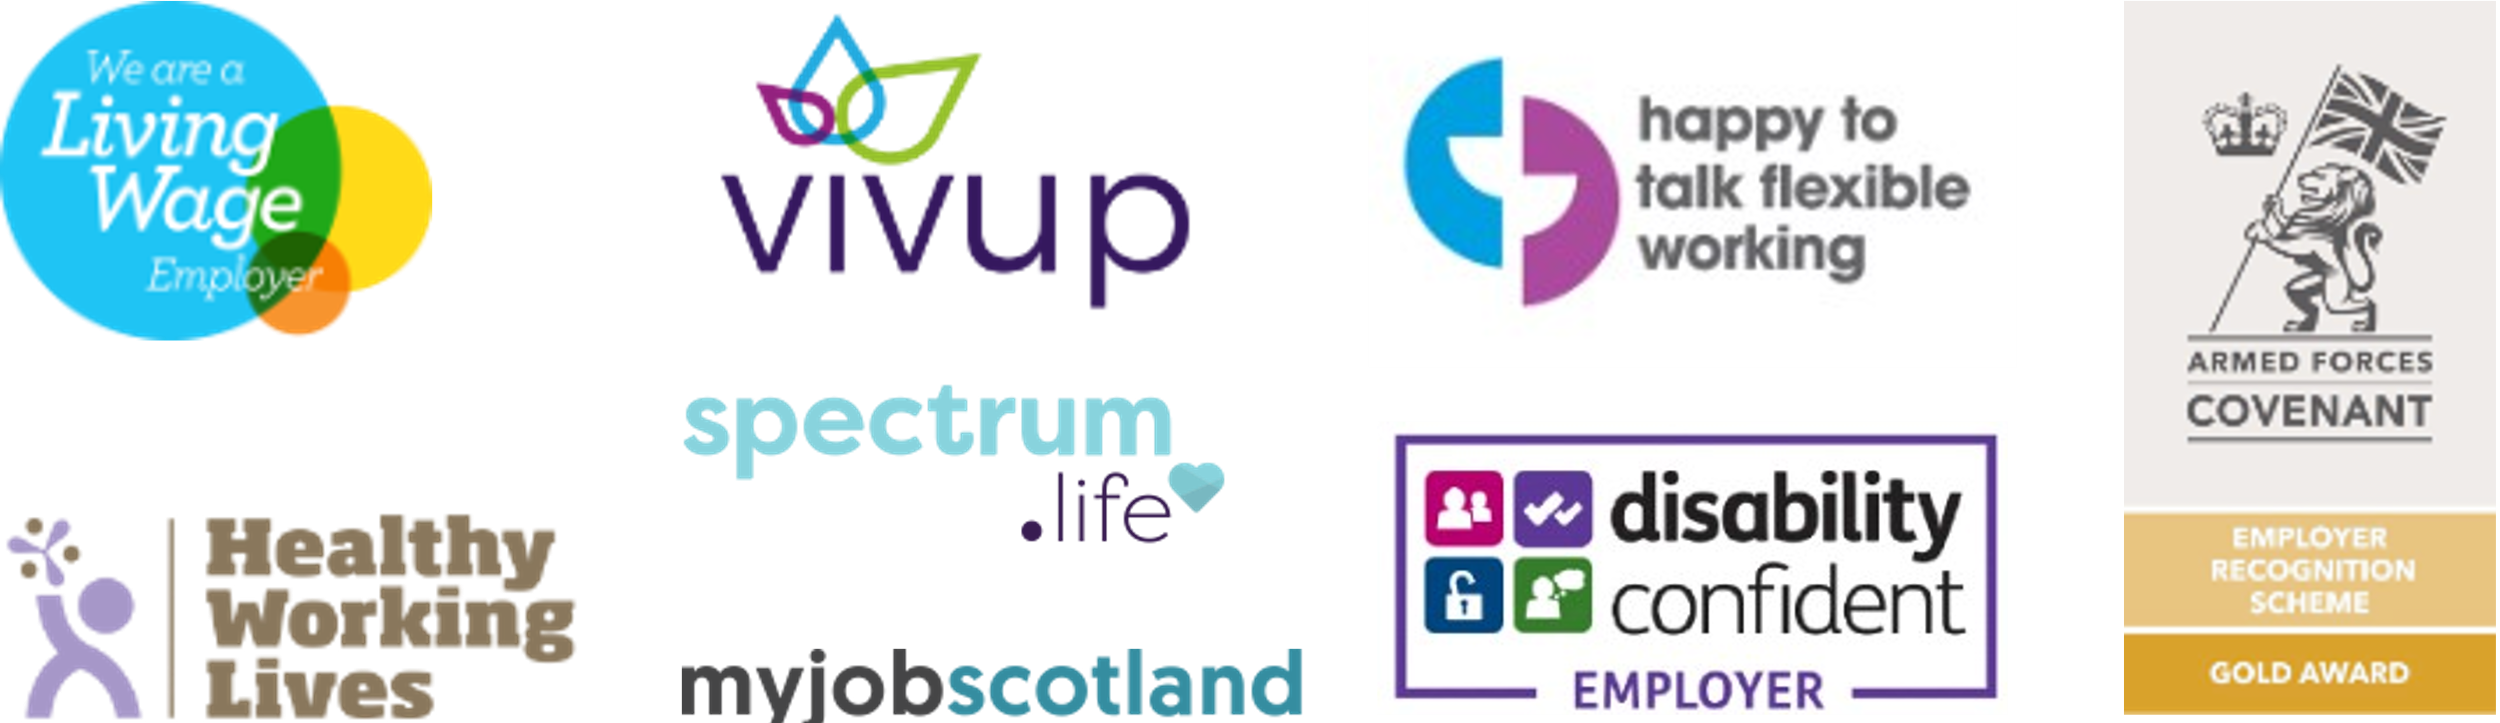 We are a
Living
Wage
Employer
vivup
happy to
talk flexible
working
ARMED FORCES
COVENANT
EMPLOYER
RECOGNITION
SCHEME
GOLD AWARD
spectrum
.life
Healthy
Working
Lives
disability
confident
EMPLOYER
myjobscotland